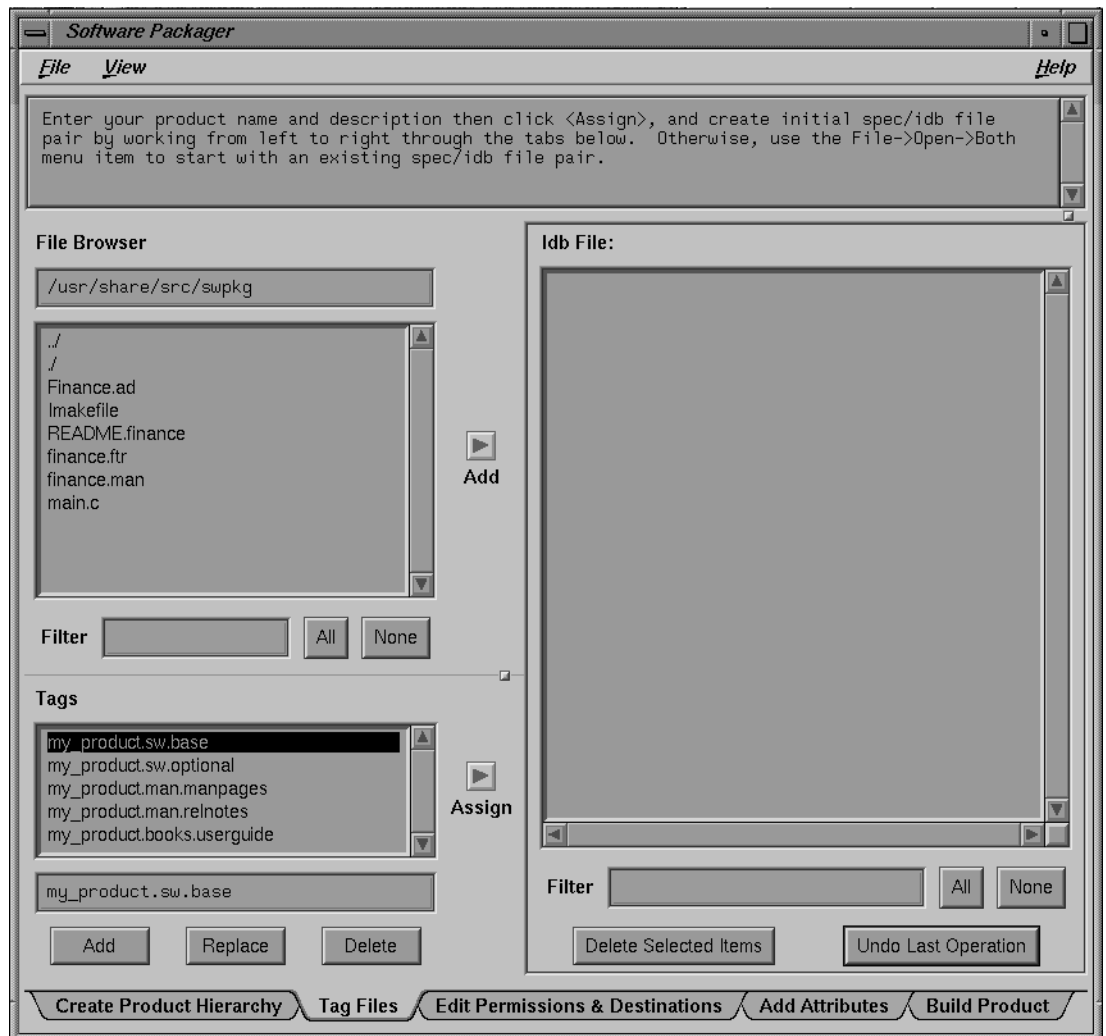 Software Packager
File View Help
Enter your product name and description then click <Assign>, and create initial spec/idb file
pair by working from left to right through the tabs below.  Otherwise, use the File->Open->Both
menu item to start with an existing spec/idb file pair.
File Browser
/usr/share/src/swpkg
../
./
Finance.ad
Imakefile
README.finance
finance.ftr
finance.man
main.c
Add
Filter All None
Tags
my_product.sw.base
my_product.sw.optional
my_product.man.manpages
my_product.man.relnotes
my_product.books.userguide
Assign
my_product.sw.base
Add Replace Delete
Idb File:
Filter All None
Delete Selected Items Undo Last Operation
Create Product Hierarchy Tag Files Edit Permissions & Destinations Add Attributes Build Product